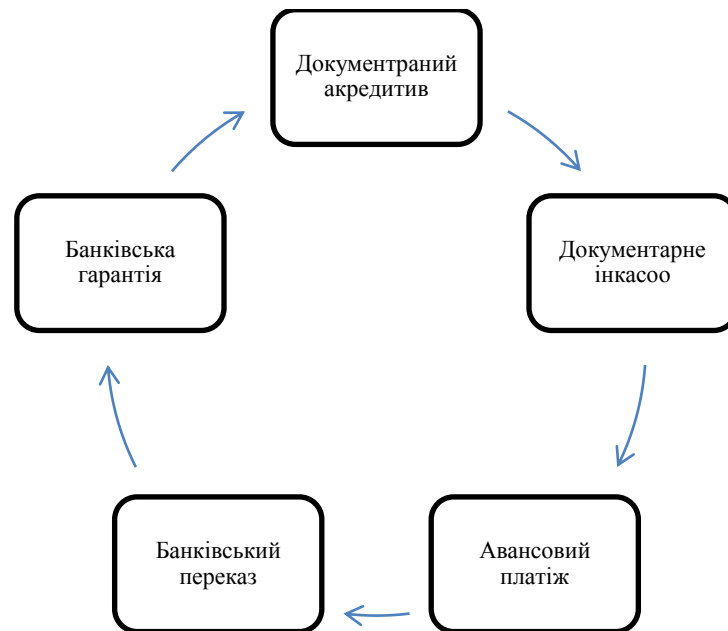 Документраний
акредитив
Документарне
інкасоо
Авансовий
платіж
Банківський
переказ
Банківська
гарантія